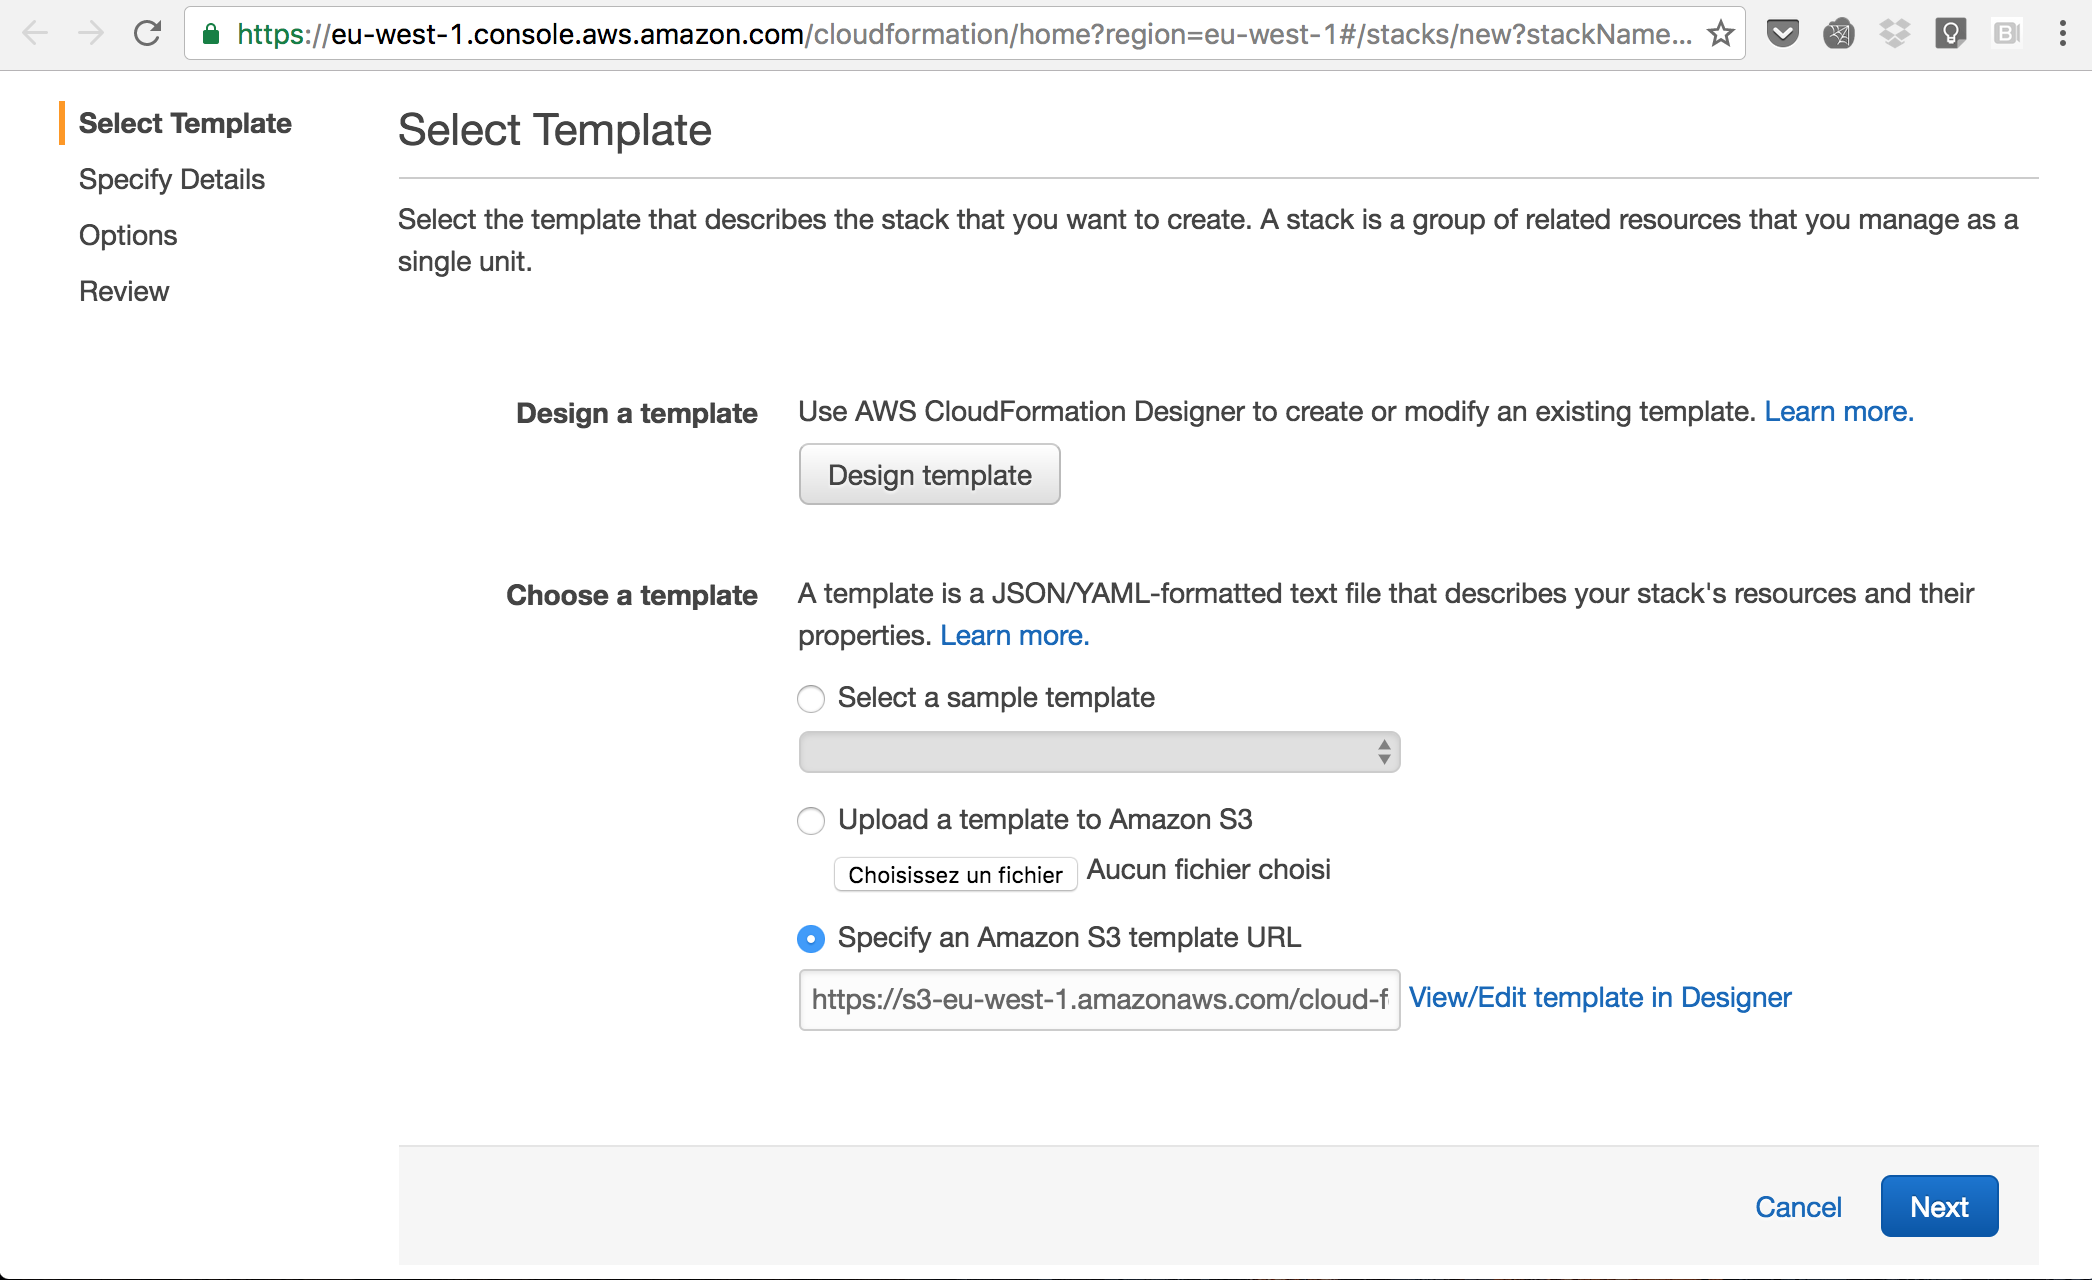 https://eu-west-1.console.aws.amazon.com/cloudformation/home?region=eu-west-1#/stacks/new?stackName...
Select Template
Specify Details
Options
Review
Select Template
Select the template that describes the stack that you want to create. A stack is a group of related resources that you manage as a
single unit.
Design a template
Use AWS CloudFormation Designer to create or modify an existing template. Learn more.
Design template
Choose a template
A template is a JSON/YAML-formatted text file that describes your stack's resources and their
properties. Learn more.
Select a sample template
Upload a template to Amazon S3
Choisissez un fichier Aucun fichier choisi
Specify an Amazon S3 template URL
https://s3-eu-west-1.amazonaws.com/cloud-f View/Edit template in Designer
Cancel Next